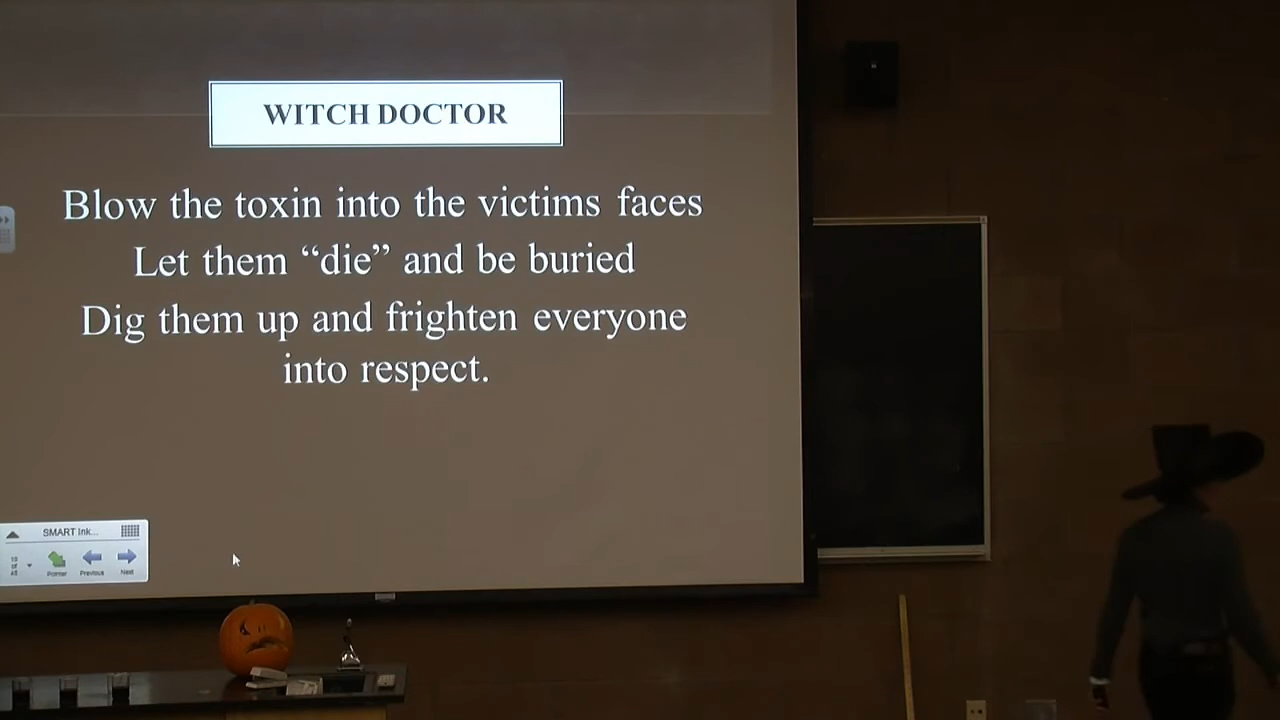 WITCH DOCTOR
Blow the toxin into the victims faces
Let them “die” and be buried
Dig them up and frighten everyone
into respect.
SMART Ink...
Pointer
Previous
Next